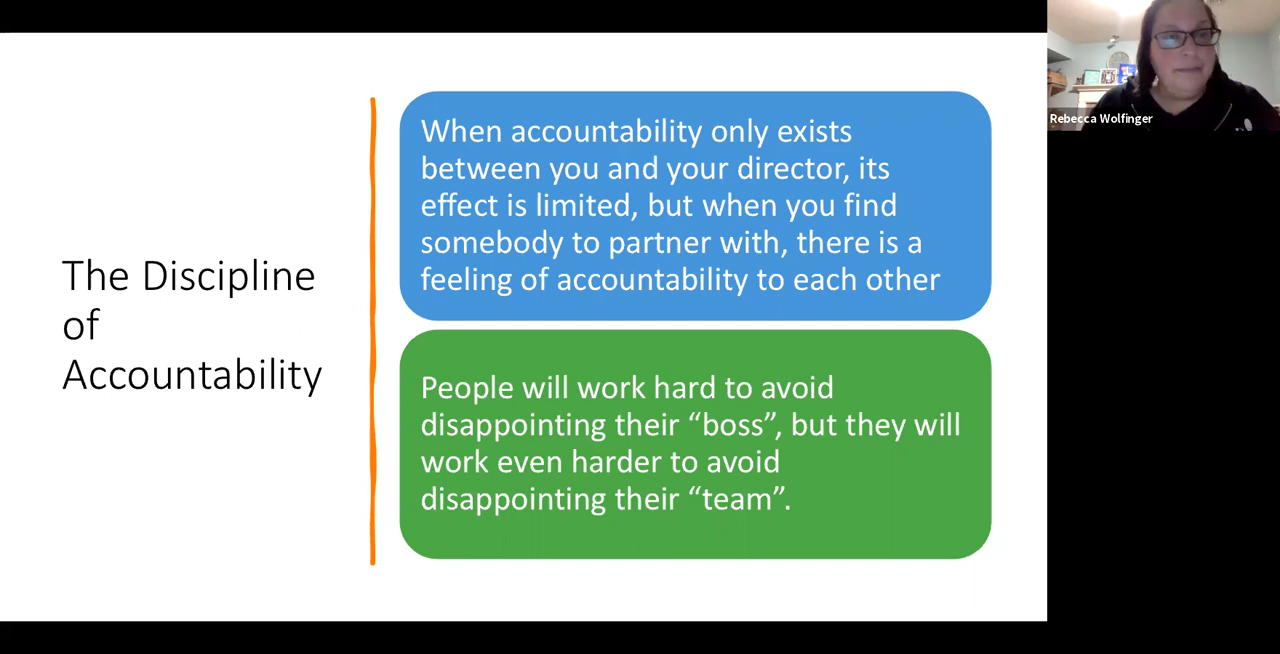 The Discipline
of
Accountability
When accountability only exists
between you and your director, its
effect is limited, but when you find
somebody to partner with, there is a
feeling of accountability to each other
People will work hard to avoid
disappointing their “boss”, but they will
work even harder to avoid
disappointing their “team”.
Rebecca Wolfinger